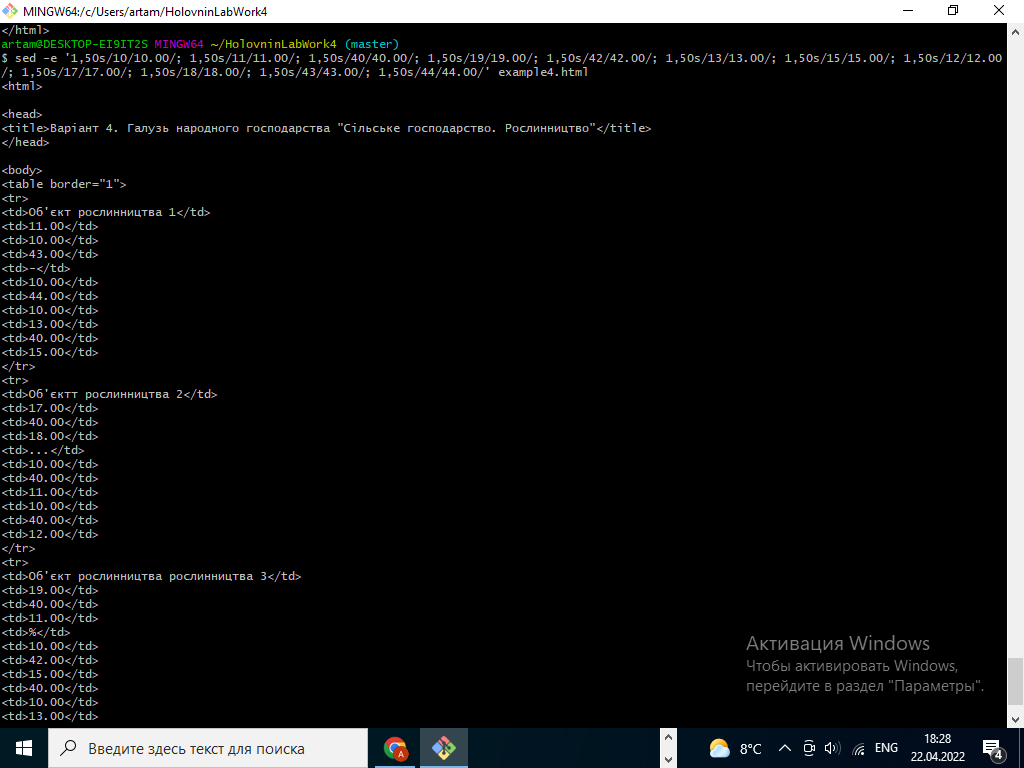 MINGW64:/c/Users/artam/HolovninLabWork4
</html>
artam@DESKTOP-EI9IT2S MINGW64 ~/HolovninLabWork4 (master)
$ sed -e '1,50s/10/10.00/; 1,50s/11/11.00/; 1,50s/40/40.00/; 1,50s/19/19.00/; 1,50s/42/42.00/; 1,50s/13/13.00/; 1,50s/15/15.00/; 1,50s/12/12.00
/; 1,50s/17/17.00/; 1,50s/18/18.00/; 1,50s/43/43.00/; 1,50s/44/44.00/' example4.html
<html>
<head>
<title>Варіант 4. Галузь народного господарства "Сільське господарство. Рослинництво"</title>
</head>
<body>
<table border="1">
<tr>
<td>Об'єкт рослинництва 1</td>
<td>11.00</td>
<td>10.00</td>
<td>43.00</td>
<td>-</td>
<td>10.00</td>
<td>44.00</td>
<td>10.00</td>
<td>13.00</td>
<td>40.00</td>
<td>15.00</td>
</tr>
<tr>
<td>Об'єктт рослинництва 2</td>
<td>17.00</td>
<td>40.00</td>
<td>18.00</td>
<td>...</td>
<td>10.00</td>
<td>40.00</td>
<td>11.00</td>
<td>10.00</td>
<td>40.00</td>
<td>12.00</td>
</tr>
<tr>
<td>Об'єкт рослинництва рослинництва 3</td>
<td>19.00</td>
<td>40.00</td>
<td>11.00</td>
<td>%</td>
<td>10.00</td>
<td>42.00</td>
<td>15.00</td>
<td>40.00</td>
<td>10.00</td>
<td>13.00</td>
Активация Windows
Чтобы активировать Windows,
перейдите в раздел "Параметры".
Введите здесь текст для поиска
A
8°C
ENG
18:28
22.04.2022
4